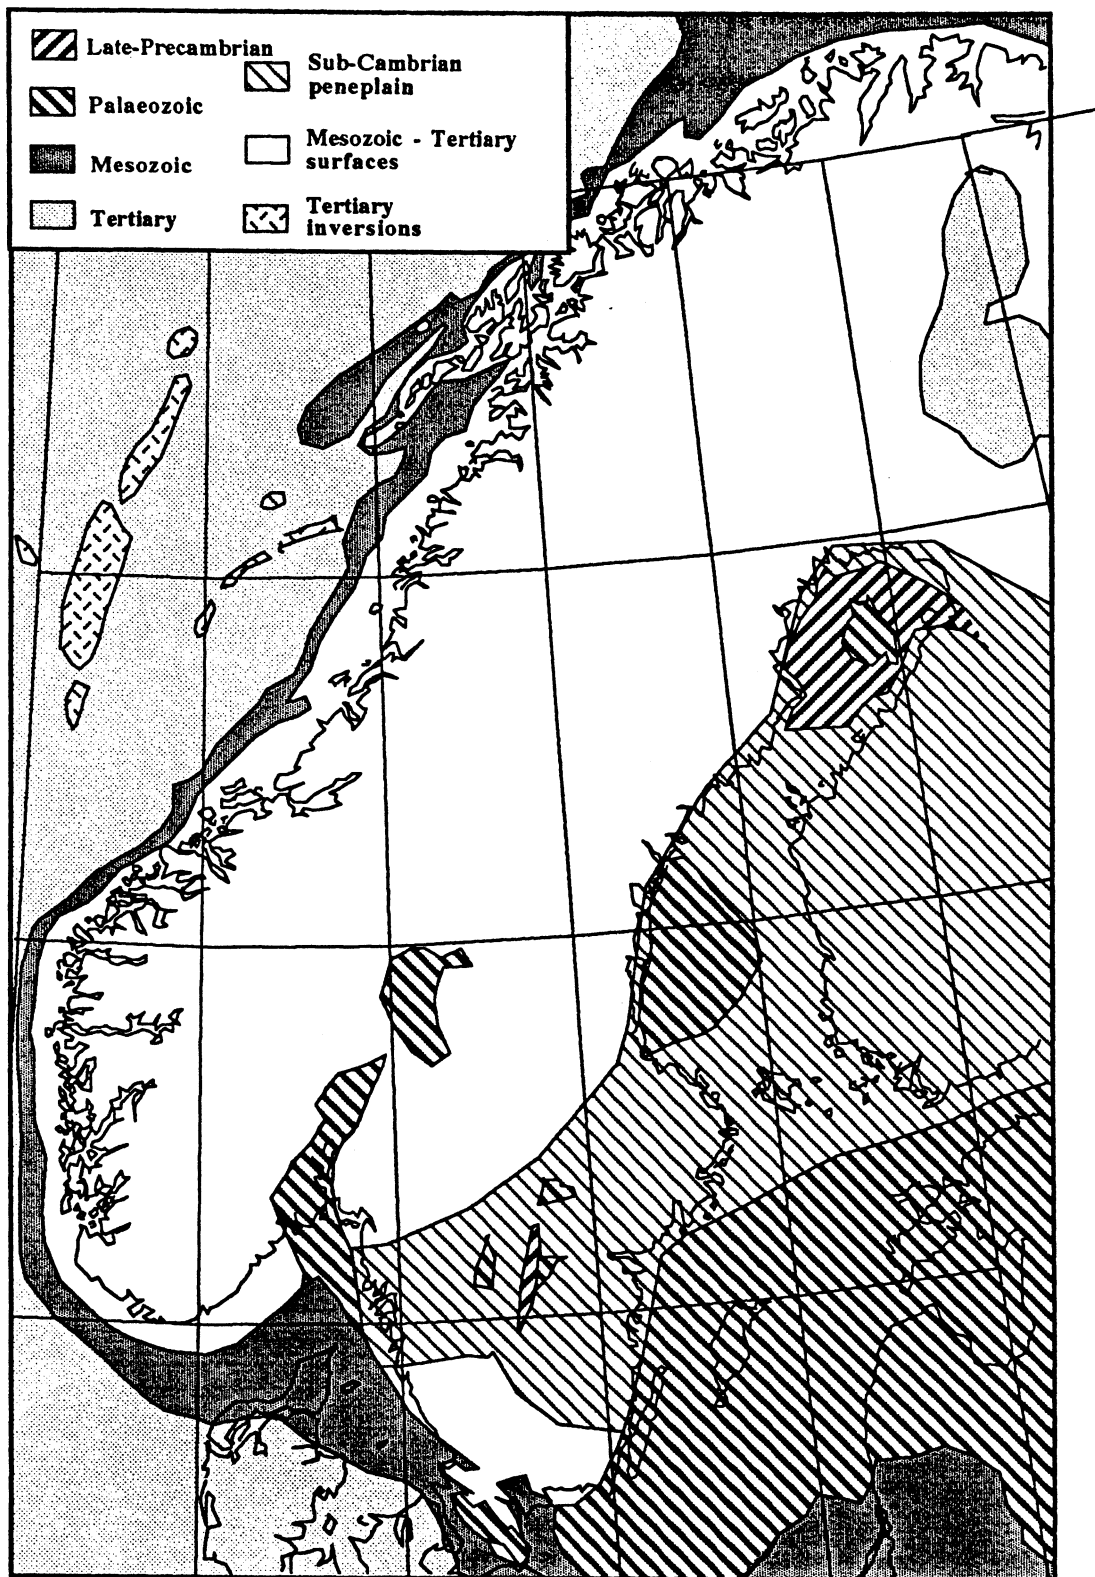 Late-Precambrian
Palaeozoic
Mesozoic
Tertiary
Sub-Cambrian
peneplain
Mesozoic - Tertiary
surfaces
Tertiary
inversions